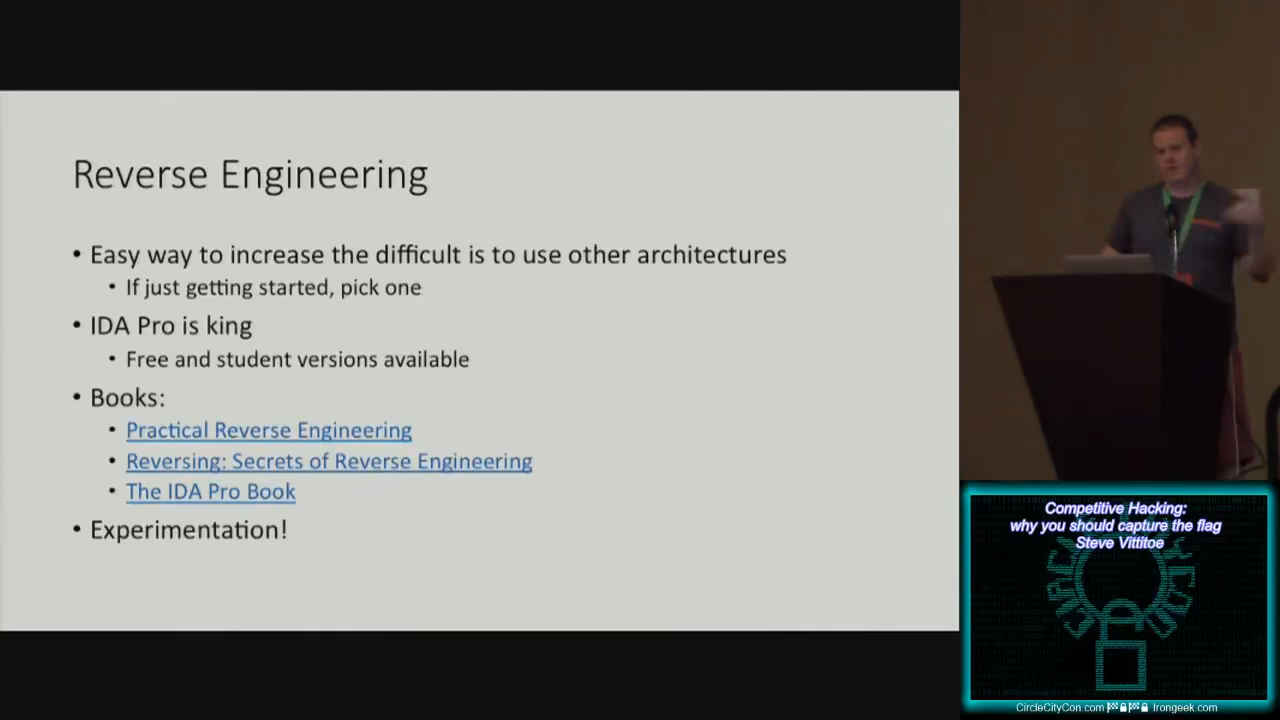 Reverse Engineering
• Easy way to increase the difficult is to use other architectures
• If just getting started, pick one
• IDA Pro is king
• Free and student versions available
• Books:
• Practical Reverse Engineering
• Reversing: Secrets of Reverse Engineering
• The IDA Pro Book
• Experimentation!
Competitive Hacking:
why you should capture the flag
Steve Vittitoe
CircleCityCon.com
Irongeek.com